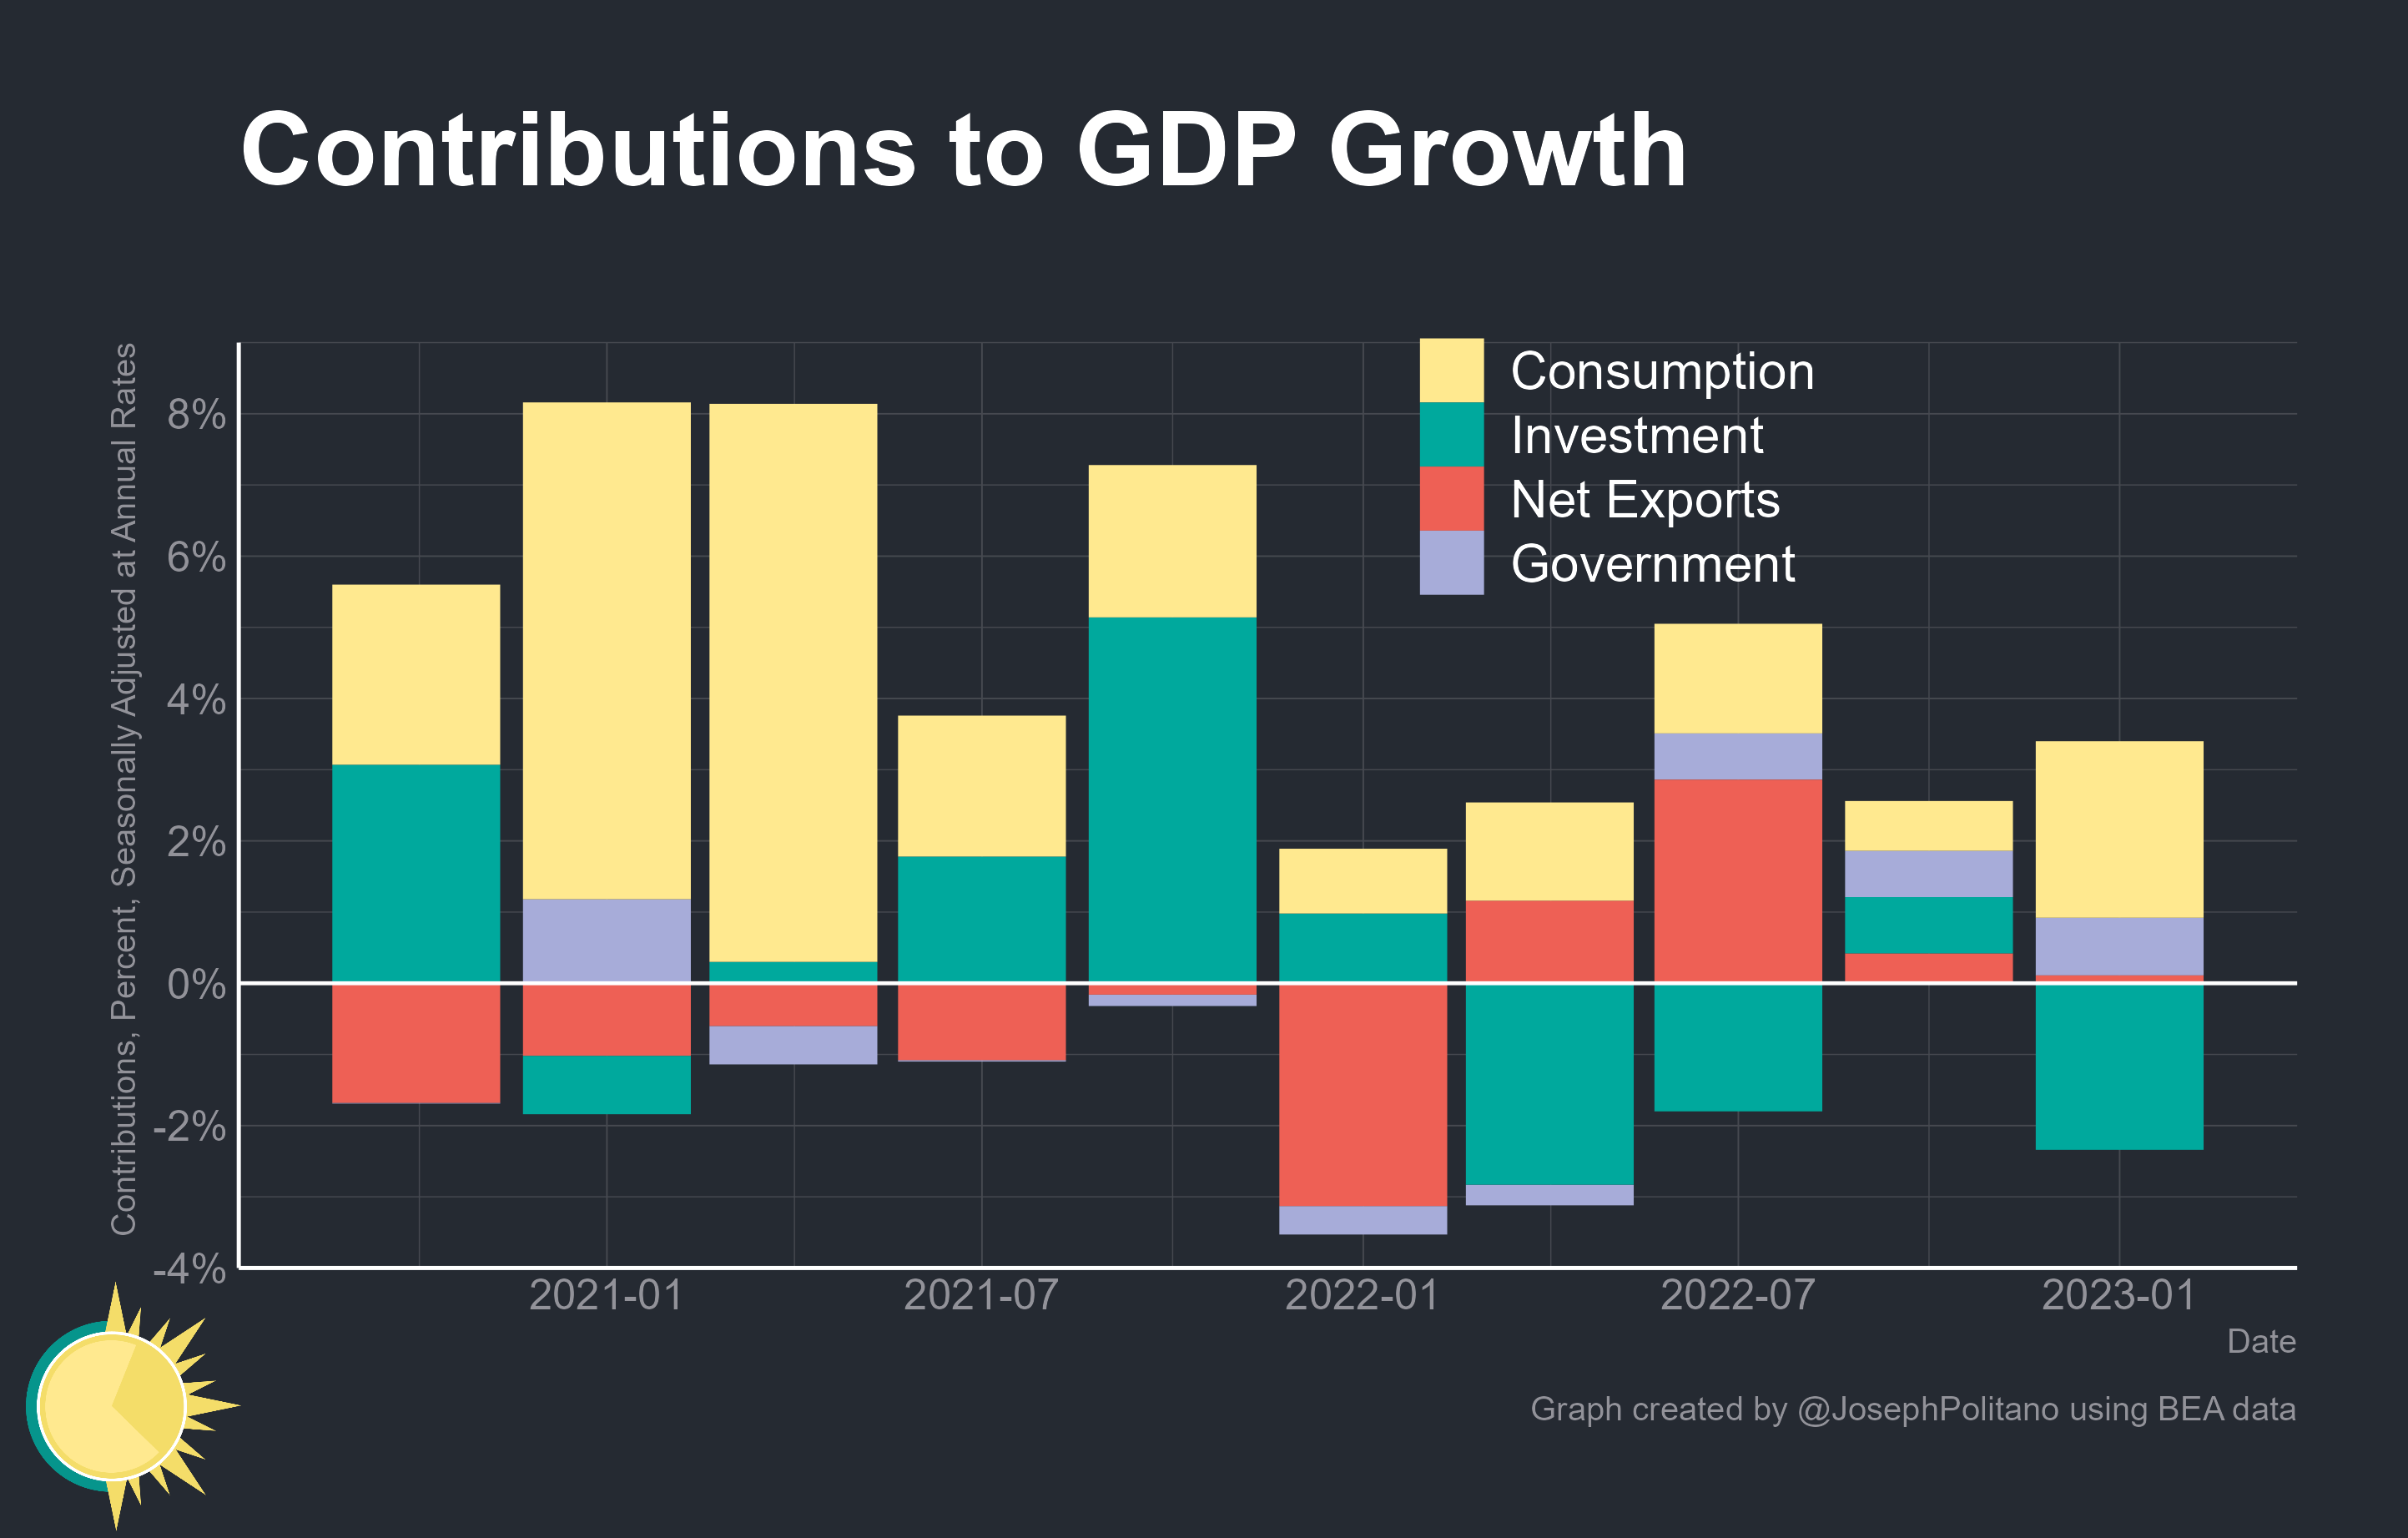 Contributions to GDP Growth
Contributions, Percent, Seasonally Adjusted at Annual Rates
Consumption
Investment
Net Exports
Government
8%
6%
4%
2%
0%
-2%
-4%
2021-01
2021-07
2022-01
2022-07
2023-01
Date
Graph created by @JosephPolitano using BEA data